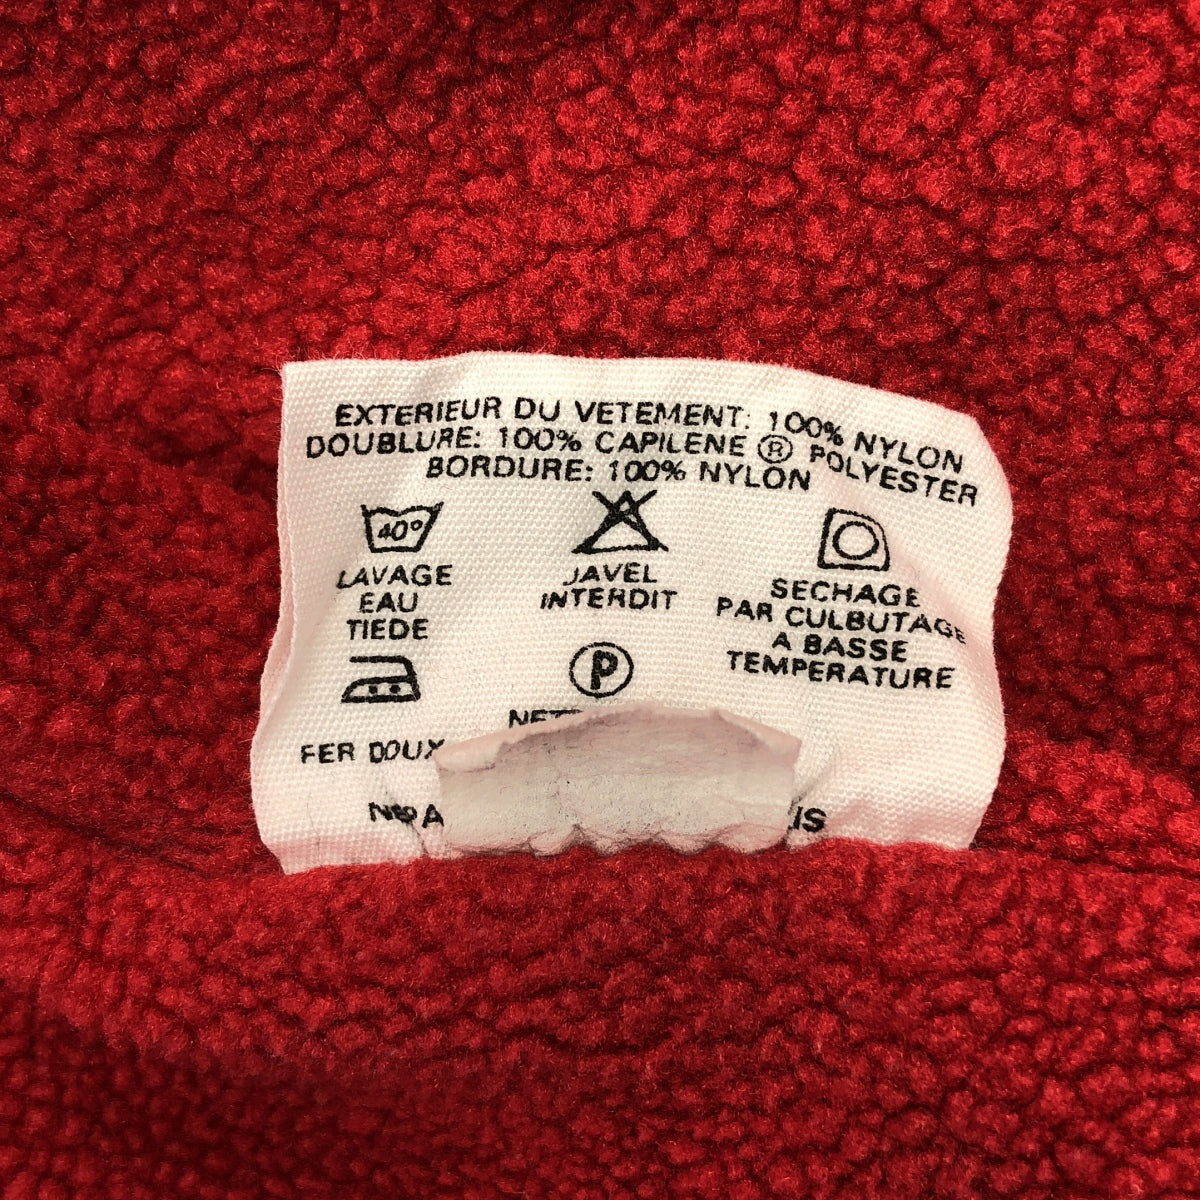 EXTERIEUR DU VETEMENT: 100% NYLON
DOUBLURE: 100% CAPILENE ® POLYESTER
BORDURE: 100% NYLON
40°
LAVAGE
EAU
TIEDE
JAVEL
INTERDIT
SECHAGE
PAR CULBUTAGE
A BASSE
TEMPERATURE
P
FER DOUX